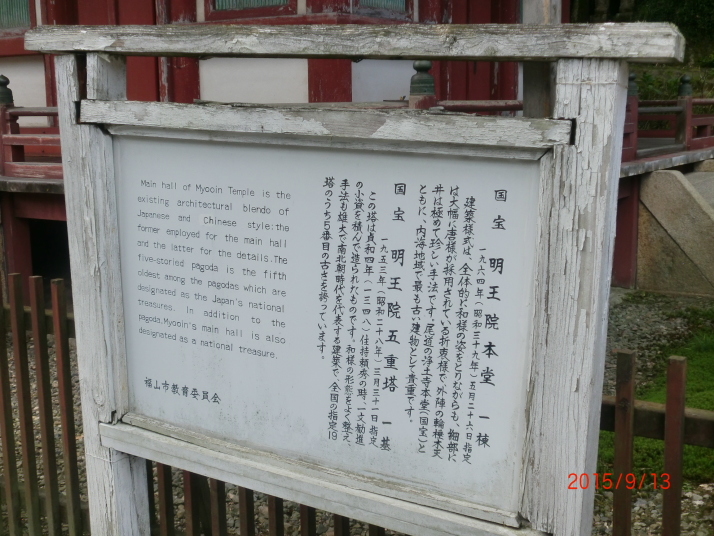 国宝 明王院本堂 一棟
一九六四年(昭和三十九年)五月二十六日指定
建築様式は、全体的に和様の姿をとりながらも、細部に
は大幅に唐様が採用されている折衷様で、外陣の輪棰木天
井は極めて珍しい手法です。尾道の浄土寺本堂(国宝)と
ともに、内海地域で最も古い建物として貴重です。
国宝 明王院五重塔 一基
一九五三年(昭和二十八年)三月三十一日指定
この塔は貞和四年(一三四八)住持頼秀の時、一文勧進
の小資を積んで造られたものです。和様の形態をよく整え、
手法も雄大で南北朝時代を代表する建築で、全国の指定19
塔のうち5番目の古さを誇っています。
Main hall of Myooin Temple is the
existing architectural blendo of
Japanese and Chinese style:the
former employed for the main hall
and the latter for the details.The
five-storied pagoda is the fifth
oldest among the pagodas which are
designated as the Japan's national
treasures. In addition to the
pagoda,Myooin's main hall is also
designated as a national treasure.
福山市教育委員会
2015/9/13